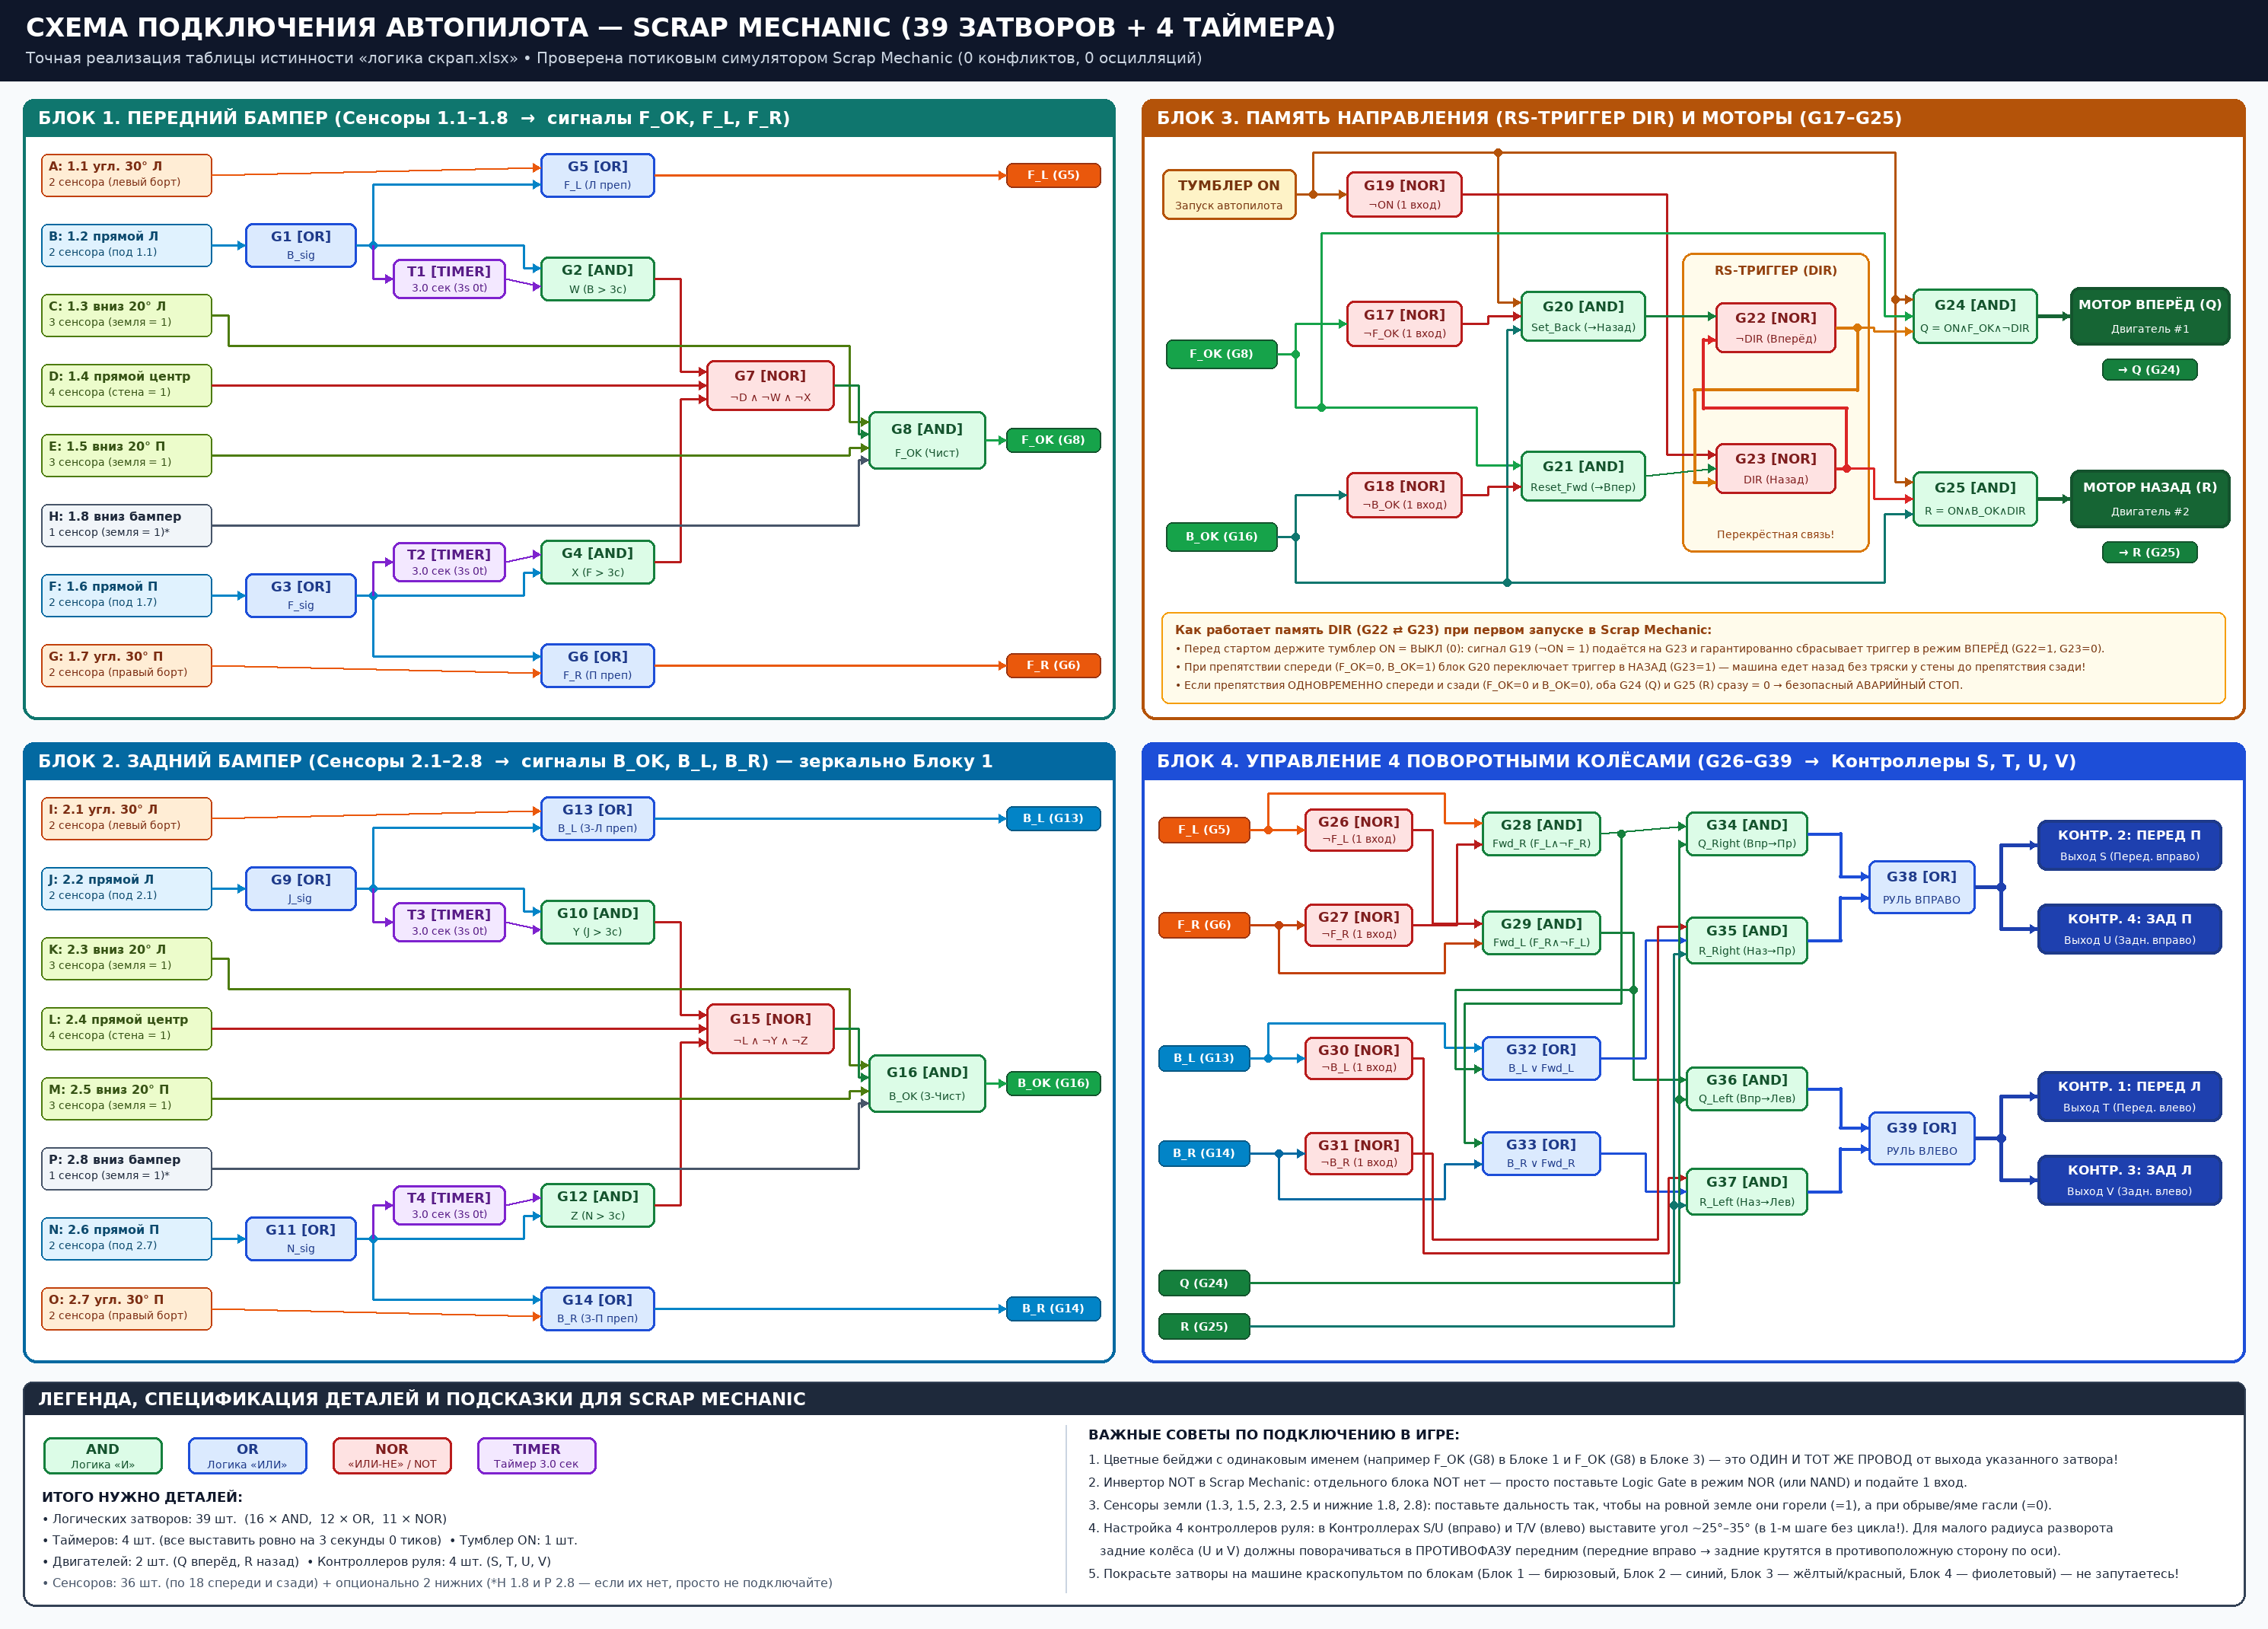 СХЕМА ПОДКЛЮЧЕНИЯ АВТОПИЛОТА — SCRAP MECHANIC (39 ЗАТВОРОВ + 4 ТАЙМЕРА)
Точная реализация таблицы истинности «логика скрап.xlsx» • Проверена потиковым симулятором Scrap Mechanic (0 конфликтов, 0 осцилляций)
БЛОК 1. ПЕРЕДНИЙ БАМПЕР (Сенсоры 1.1–1.8 → сигналы F_OK, F_L, F_R)
A: 1.1 угл. 30° Л
2 сенсора (левый борт)
B: 1.2 прямой Л
2 сенсора (под 1.1)
C: 1.3 вниз 20° Л
3 сенсора (земля = 1)
D: 1.4 прямой центр
4 сенсора (стена = 1)
E: 1.5 вниз 20° П
3 сенсора (земля = 1)
H: 1.8 вниз бампер
1 сенсор (земля = 1)*
F: 1.6 прямой П
2 сенсора (под 1.7)
G: 1.7 угл. 30° П
2 сенсора (правый борт)
G1 [OR]
B_sig
G3 [OR]
F_sig
T1 [TIMER]
3.0 сек (3s 0t)
T2 [TIMER]
3.0 сек (3s 0t)
G5 [OR]
F_L (Л преп)
G2 [AND]
W (B > 3с)
G4 [AND]
X (F > 3с)
G6 [OR]
F_R (П преп)
G7 [NOR]
¬D ∧ ¬W ∧ ¬X
G8 [AND]
F_OK (Чист)
F_L (G5)
F_OK (G8)
F_R (G6)
БЛОК 3. ПАМЯТЬ НАПРАВЛЕНИЯ (RS-ТРИГГЕР DIR) И МОТОРЫ (G17–G25)
ТУМБЛЕР ON
Запуск автопилота
F_OK (G8)
B_OK (G16)
G19 [NOR]
¬ON (1 вход)
G17 [NOR]
¬F_OK (1 вход)
G18 [NOR]
¬B_OK (1 вход)
G20 [AND]
Set_Back (→Назад)
G21 [AND]
Reset_Fwd (→Впер)
RS-ТРИГГЕР (DIR)
G22 [NOR]
¬DIR (Вперёд)
G23 [NOR]
DIR (Назад)
Перекрёстная связь!
G24 [AND]
Q = ON∧F_OK∧¬DIR
G25 [AND]
R = ON∧B_OK∧DIR
МОТОР ВПЕРЁД (Q)
Двигатель #1
→ Q (G24)
МОТОР НАЗАД (R)
Двигатель #2
→ R (G25)
Как работает память DIR (G22 ⇄ G23) при первом запуске в Scrap Mechanic:
• Перед стартом держите тумблер ON = ВЫКЛ (0): сигнал G19 (¬ON = 1) подаётся на G23 и гарантированно сбрасывает триггер в режим ВПЕРЁД (G22=1, G23=0).
• При препятствии спереди (F_OK=0, B_OK=1) блок G20 переключает триггер в НАЗАД (G23=1) — машина едет назад без тряски у стены до препятствия сзади!
• Если препятствия ОДНОВРЕМЕННО спереди и сзади (F_OK=0 и B_OK=0), оба G24 (Q) и G25 (R) сразу = 0 → безопасный АВАРИЙНЫЙ СТОП.
БЛОК 2. ЗАДНИЙ БАМПЕР (Сенсоры 2.1–2.8 → сигналы B_OK, B_L, B_R) — зеркально Блоку 1
I: 2.1 угл. 30° Л
2 сенсора (левый борт)
J: 2.2 прямой Л
2 сенсора (под 2.1)
K: 2.3 вниз 20° Л
3 сенсора (земля = 1)
L: 2.4 прямой центр
4 сенсора (стена = 1)
M: 2.5 вниз 20° П
3 сенсора (земля = 1)
P: 2.8 вниз бампер
1 сенсор (земля = 1)*
N: 2.6 прямой П
2 сенсора (под 2.7)
O: 2.7 угл. 30° П
2 сенсора (правый борт)
G9 [OR]
J_sig
G11 [OR]
N_sig
T3 [TIMER]
3.0 сек (3s 0t)
T4 [TIMER]
3.0 сек (3s 0t)
G13 [OR]
B_L (З-Л преп)
G10 [AND]
Y (J > 3с)
G12 [AND]
Z (N > 3с)
G14 [OR]
B_R (З-П преп)
G15 [NOR]
¬L ∧ ¬Y ∧ ¬Z
G16 [AND]
B_OK (З-Чист)
B_L (G13)
B_OK (G16)
B_R (G14)
БЛОК 4. УПРАВЛЕНИЕ 4 ПОВОРОТНЫМИ КОЛЁСАМИ (G26–G39 → Контроллеры S, T, U, V)
F_L (G5)
F_R (G6)
B_L (G13)
B_R (G14)
Q (G24)
R (G25)
G26 [NOR]
¬F_L (1 вход)
G27 [NOR]
¬F_R (1 вход)
G30 [NOR]
¬B_L (1 вход)
G31 [NOR]
¬B_R (1 вход)
G28 [AND]
Fwd_R (F_L∧¬F_R)
G29 [AND]
Fwd_L (F_R∧¬F_L)
G32 [OR]
B_L ∨ Fwd_L
G33 [OR]
B_R ∨ Fwd_R
G34 [AND]
Q_Right (Впр→Пр)
G35 [AND]
R_Right (Наз→Пр)
G36 [AND]
Q_Left (Впр→Лев)
G37 [AND]
R_Left (Наз→Лев)
G38 [OR]
РУЛЬ ВПРАВО
G39 [OR]
РУЛЬ ВЛЕВО
КОНТР. 2: ПЕРЕД П
Выход S (Перед. вправо)
КОНТР. 4: ЗАД П
Выход U (Задн. вправо)
КОНТР. 1: ПЕРЕД Л
Выход T (Перед. влево)
КОНТР. 3: ЗАД Л
Выход V (Задн. влево)
ЛЕГЕНДА, СПЕЦИФИКАЦИЯ ДЕТАЛЕЙ И ПОДСКАЗКИ ДЛЯ SCRAP MECHANIC
AND
Логика «И»
OR
Логика «ИЛИ»
NOR
«ИЛИ-НЕ» / NOT
TIMER
Таймер 3.0 сек
ИТОГО НУЖНО ДЕТАЛЕЙ:
• Логических затворов: 39 шт. (16 × AND, 12 × OR, 11 × NOR)
• Таймеров: 4 шт. (все выставить ровно на 3 секунды 0 тиков) • Тумблер ON: 1 шт.
• Двигателей: 2 шт. (Q вперёд, R назад) • Контроллеров руля: 4 шт. (S, T, U, V)
• Сенсоров: 36 шт. (по 18 спереди и сзади) + опционально 2 нижних (*H 1.8 и P 2.8 — если их нет, просто не подключайте)
ВАЖНЫЕ СОВЕТЫ ПО ПОДКЛЮЧЕНИЮ В ИГРЕ:
1. Цветные бейджи с одинаковым именем (например F_OK (G8) в Блоке 1 и F_OK (G8) в Блоке 3) — это ОДИН И ТОТ ЖЕ ПРОВОД от выхода указанного затвора!
2. Инвертор NOT в Scrap Mechanic: отдельного блока NOT нет — просто поставьте Logic Gate в режим NOR (или NAND) и подайте 1 вход.
3. Сенсоры земли (1.3, 1.5, 2.3, 2.5 и нижние 1.8, 2.8): поставьте дальность так, чтобы на ровной земле они горели (=1), а при обрыве/яме гасли (=0).
4. Настройка 4 контроллеров руля: в Контроллерах S/U (вправо) и T/V (влево) выставите угол ~25°–35° (в 1-м шаге без цикла!). Для малого радиуса разворота
задние колёса (U и V) должны поворачиваться в ПРОТИВОФАЗУ передним (передние вправо → задние крутятся в противоположную сторону по оси).
5. Покрасьте затворы на машине краскопультом по блокам (Блок 1 — бирюзовый, Блок 2 — синий, Блок 3 — жёлтый/красный, Блок 4 — фиолетовый) — не запутаетесь!